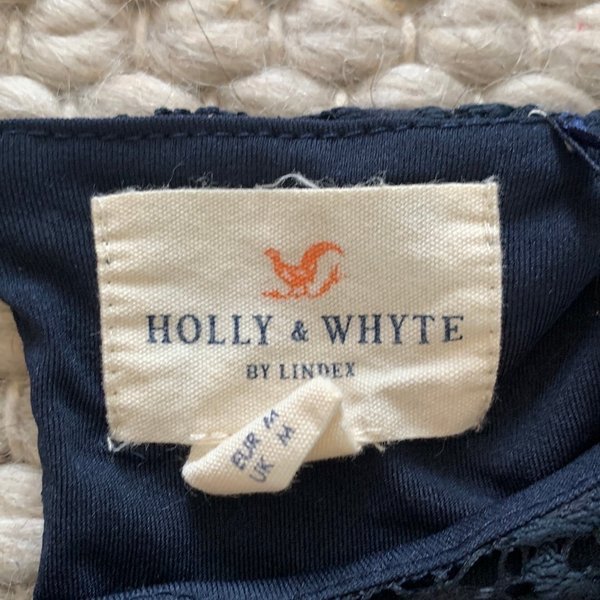 HOLLY & WHYTE
BY LINDEX
EUR M
UK M